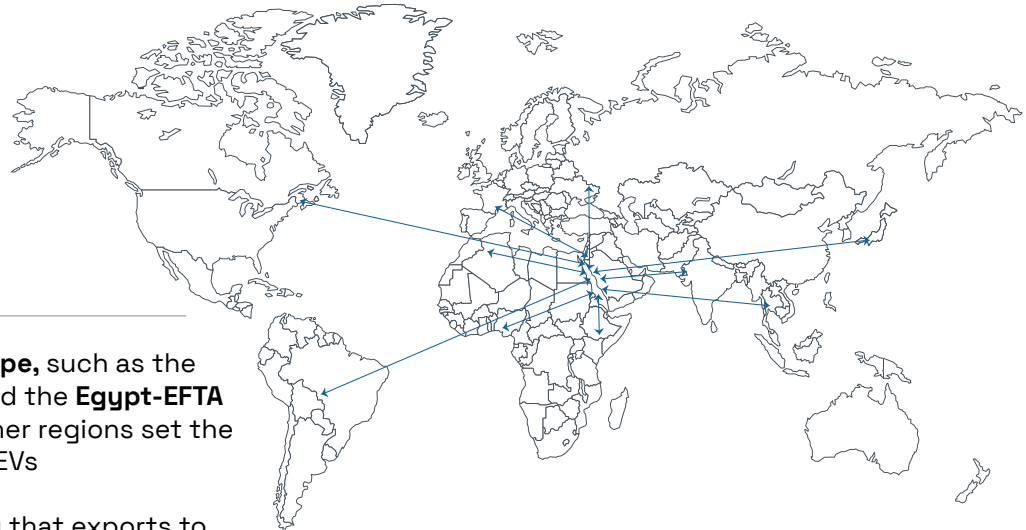 pe, such as the
d the Egypt-EFTA
her regions set the
EVs
that exports to